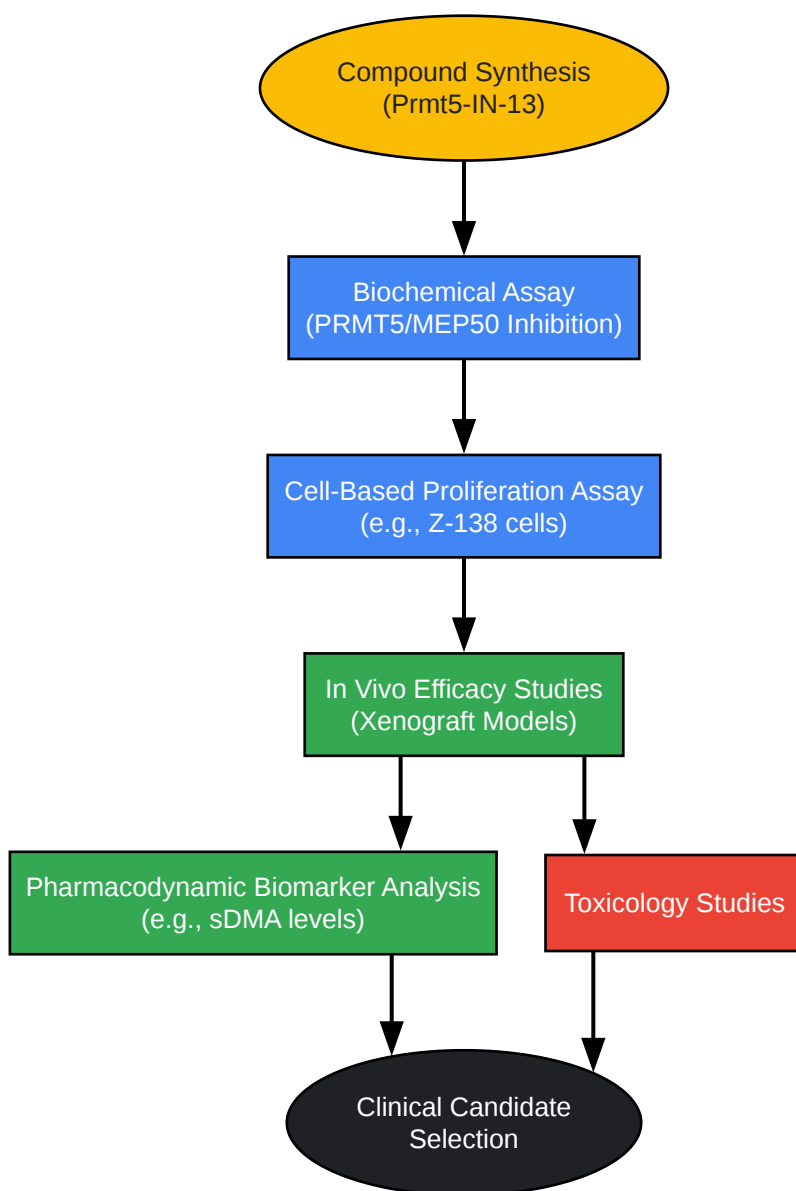 Compound Synthesis
(Prmt5-IN-13)
Biochemical Assay
(PRMT5/MEP50 Inhibition)
Cell-Based Proliferation Assay
(e.g., Z-138 cells)
In Vivo Efficacy Studies
(Xenograft Models)
Pharmacodynamic Biomarker Analysis
(e.g., sDMA levels)
Toxicology Studies
Clinical Candidate
Selection